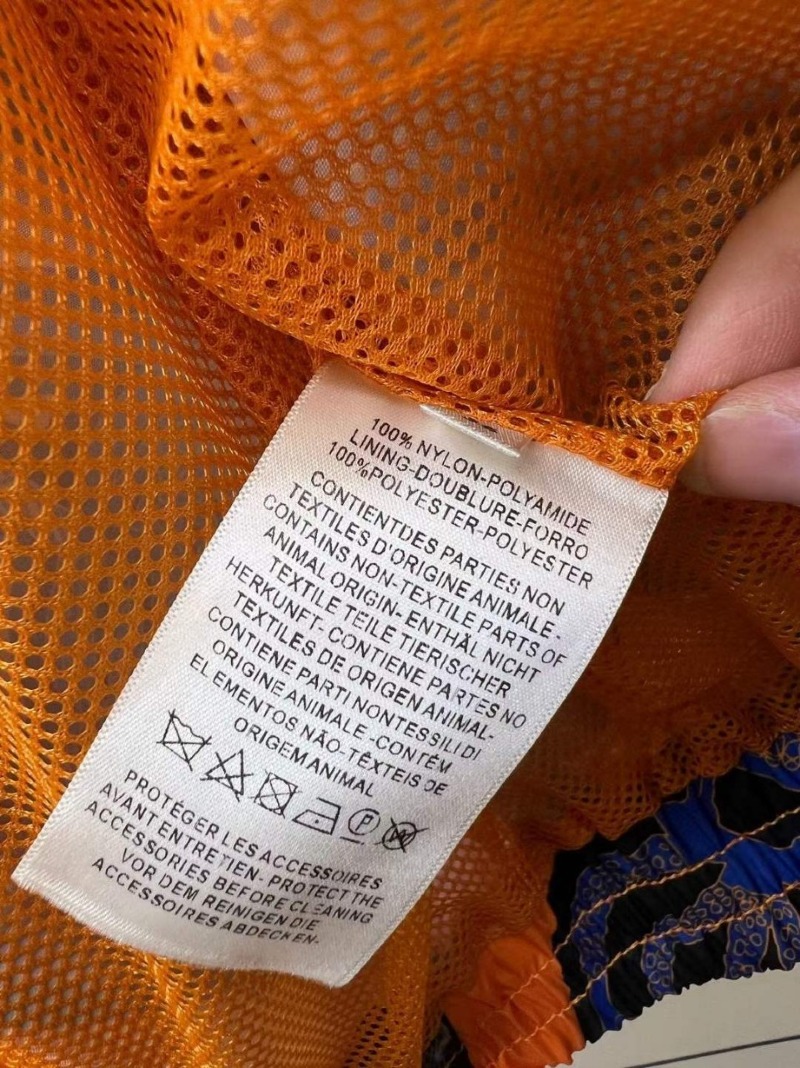 100% NYLON-POLYAMIDE
LINING-DOUBLURE-FORRO
100%POLYESTER-POLYESTER
CONTIENTDES PARTIES NON
TEXTILES D'ORIGINE ANIMALE-
CONTAINS NON-TEXTILE PARTS OF
ANIMAL ORIGIN- ENTHÄL NICHT
TEXTILE TEILE TIERISCHER
HERKUNFT- CONTIENE PARTES NO
TEXTILES DE ORIGEN ANIMAL-
CONTIENE PARTI NONTESSILI DI
ORIGINE ANIMALE-CONTÉM
ELEMENTOS NÃO-TÊXTEIS DE
ORIGEMANIMAL
P W
PROTÉGER LES ACCESSOIRES
AVANT ENTRETIEN- PROTECT THE
ACCESSORIES BEFORE CLEANING
VOR DEM REINIGEN DIE
ACCESSOIRES ABDECKEN-